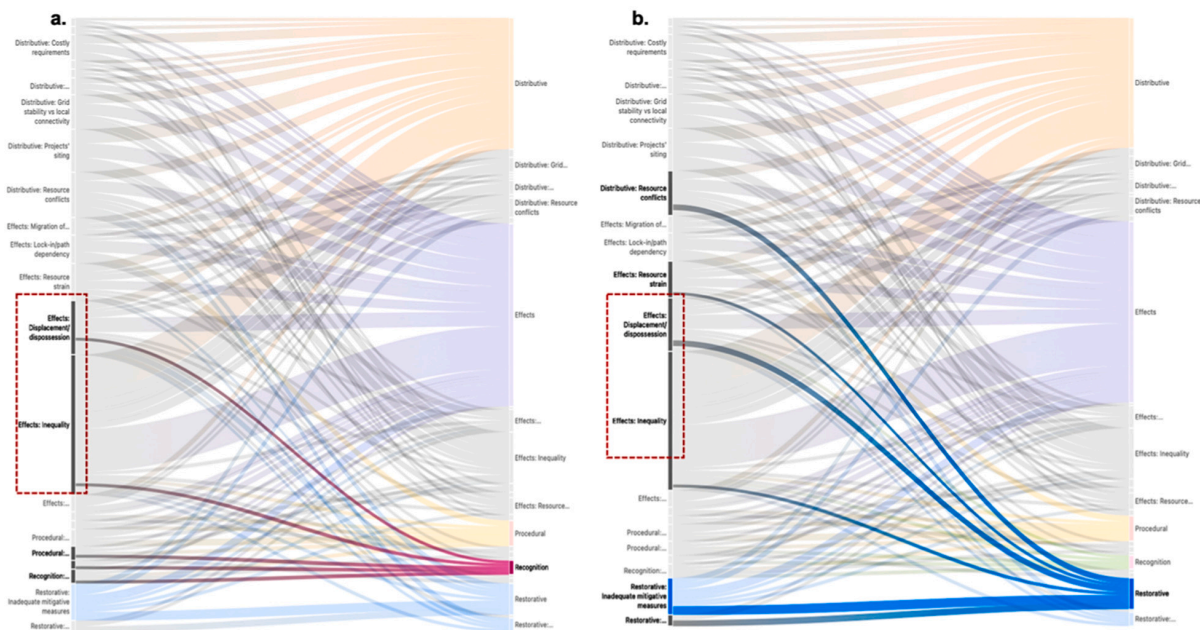 a.
Distributive: Costly
requirements
Distributive:...
Distributive: Grid
stability vs local
connectivity
Distributive: Projects'
siting
Distributive: Resource
conflicts
Effects: Migration of...
Effects: Lock-in/path
dependency
Effects: Resource
strain
Effects:
Displacement/
dispossession
Effects: Inequality
Effects:...
Procedural:...
Procedural:...
Recognition:...
Restorative:
Inadequate mitigative
measures
Restorative:...
Distributive
Distributive: Grid...
Distributive:...
Distributive: Resource
conflicts
Effects
Effects:...
Effects: Inequality
Effects: Resource...
Procedural
Recognition
Restorative
Restorative:...
b.
Distributive: Costly
requirements
Distributive:...
Distributive: Grid
stability vs local
connectivity
Distributive: Projects'
siting
Distributive: Resource
conflicts
Effects: Migration of...
Effects: Lock-in/path
dependency
Effects: Resource
strain
Effects:
Displacement/
dispossession
Effects: Inequality
Effects:...
Procedural:...
Procedural:...
Recognition:...
Restorative:
Inadequate mitigative
measures
Restorative:...
Distributive
Distributive: Grid...
Distributive:...
Distributive: Resource
conflicts
Effects
Effects:...
Effects: Inequality
Effects: Resource...
Procedural
Recognition
Restorative
Restorative:...